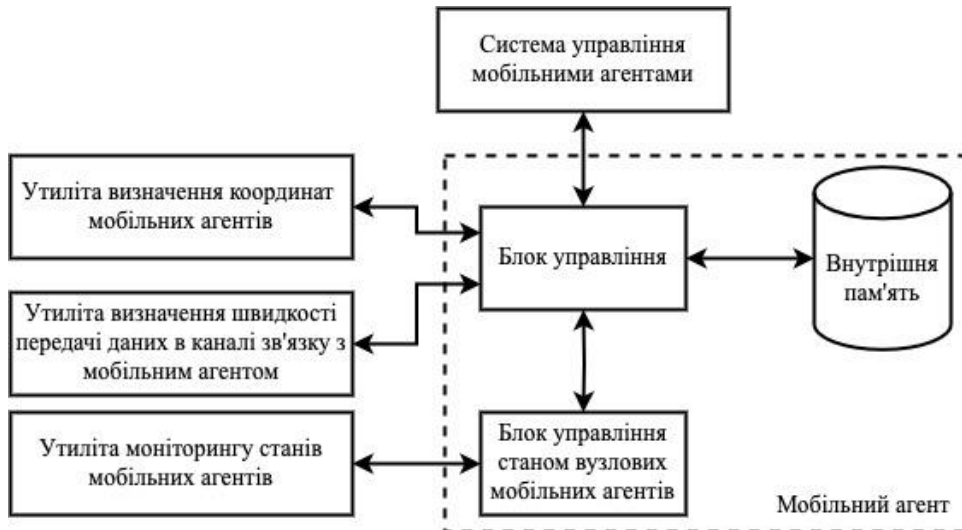 Система управління
мобільними агентами
Утиліта визначення координат
мобільних агентів
Блок управління
Внутрішня
пам'ять
Утиліта визначення швидкості
передачі даних в каналі зв'язку з
мобільним агентом
Утиліта моніторингу станів
мобільних агентів
Блок управління
станом вузлових
мобільних агентів
Мобільний агент